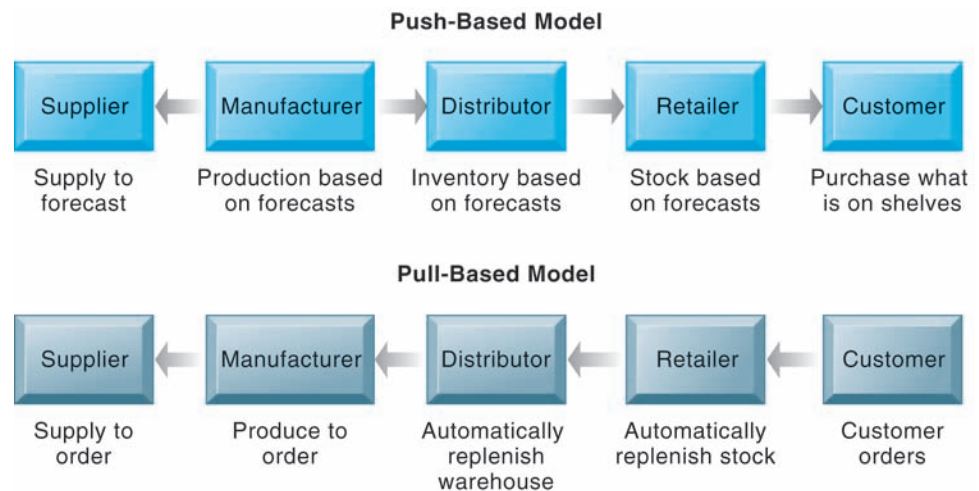 Push-Based Model
Supplier
Manufacturer
Distributor
Retailer
Customer
Supply to
forecast
Production based
on forecasts
Inventory based
on forecasts
Stock based
on forecasts
Purchase what
is on shelves
Pull-Based Model
Supplier
Manufacturer
Distributor
Retailer
Customer
Supply to
order
Produce to
order
Automatically
replenish
warehouse
Automatically
replenish stock
Customer
orders